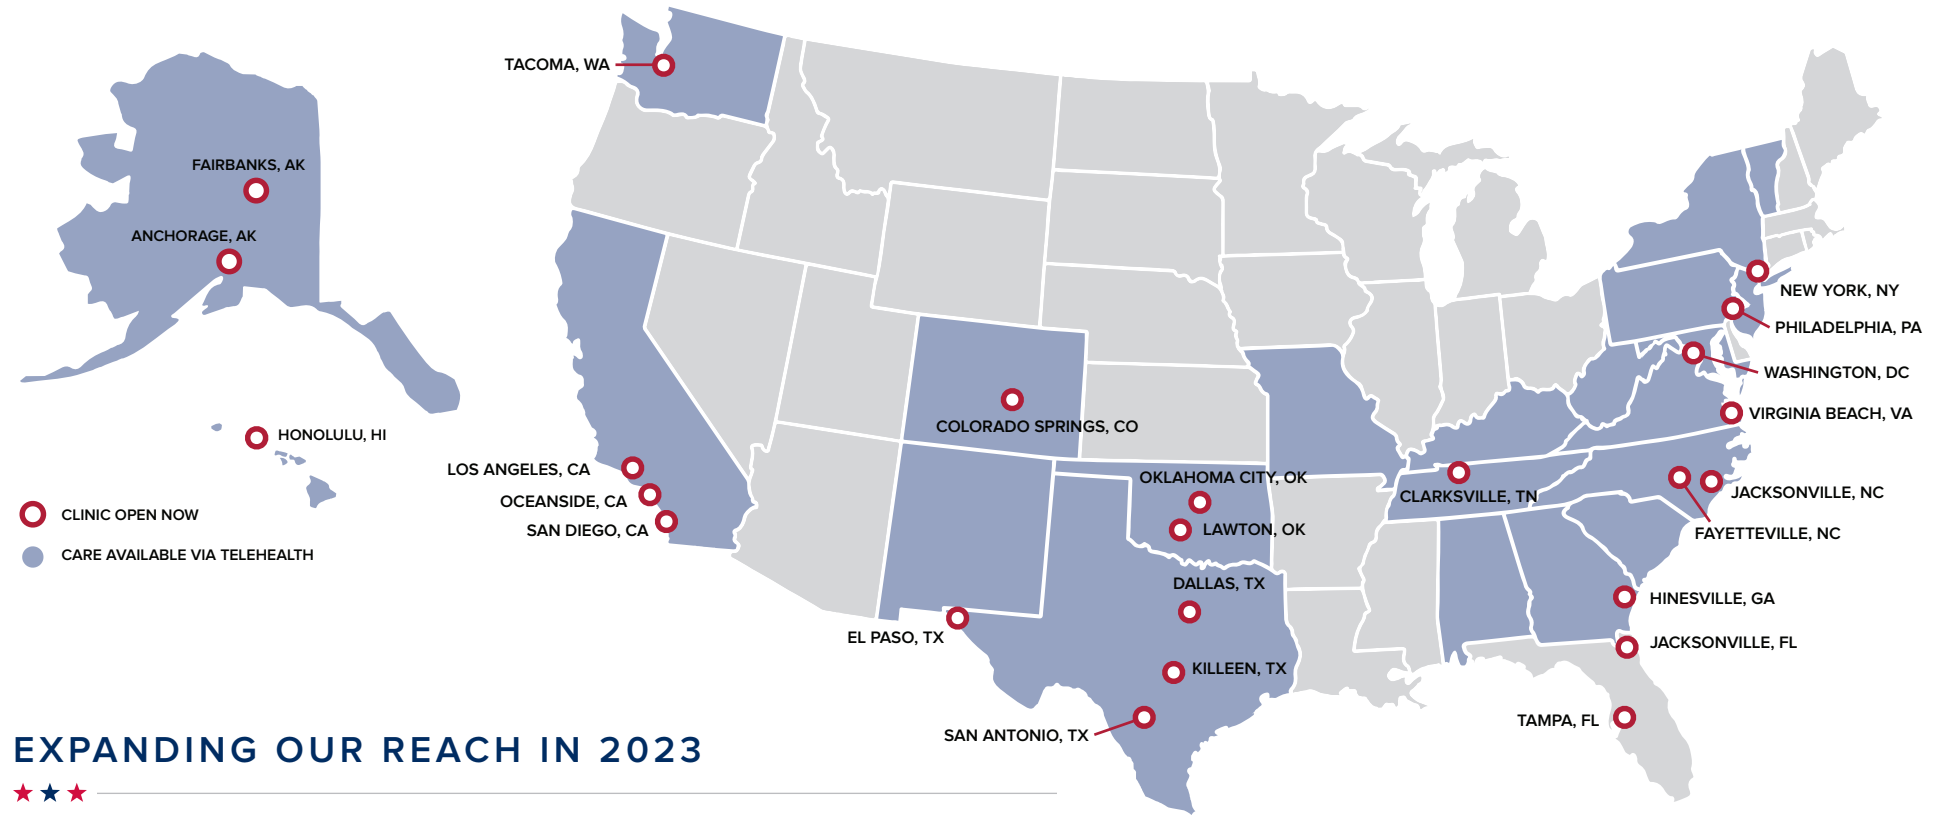 TACOMA, WA
FAIRBANKS, AK
ANCHORAGE, AK
HONOLULU, HI
CLINIC OPEN NOW
CARE AVAILABLE VIA TELEHEALTH
LOS ANGELES, CA
OCEANSIDE, CA
SAN DIEGO, CA
COLORADO SPRINGS, CO
OKLAHOMA CITY, OK
LAWTON, OK
DALLAS, TX
EL PASO, TX
KILLEEN, TX
SAN ANTONIO, TX
NEW YORK, NY
PHILADELPHIA, PA
WASHINGTON, DC
VIRGINIA BEACH, VA
CLARKSVILLE, TN
JACKSONVILLE, NC
FAYETTEVILLE, NC
HINESVILLE, GA
JACKSONVILLE, FL
TAMPA, FL
EXPANDING OUR REACH IN 2023